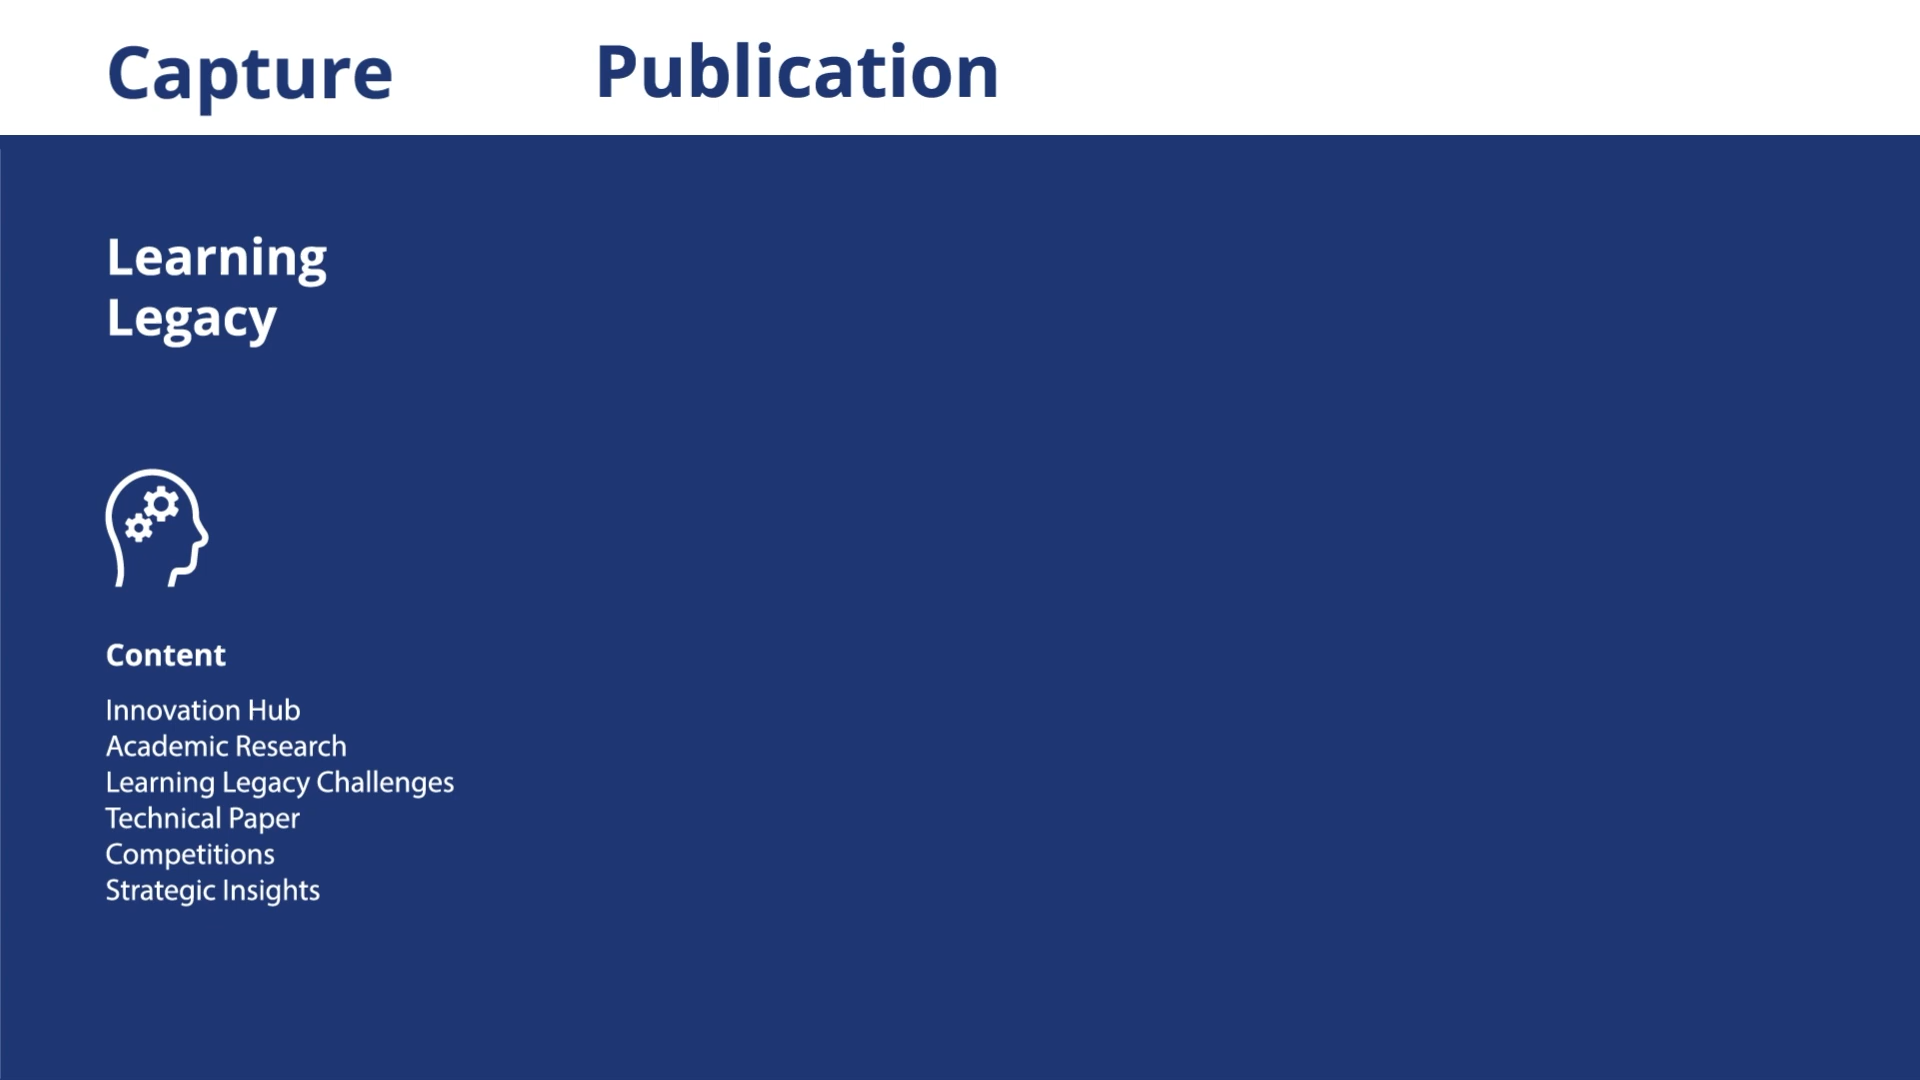 Capture
Publication
Learning
Legacy
Content
Innovation Hub
Academic Research
Learning Legacy Challenges
Technical Paper
Competitions
Strategic Insights